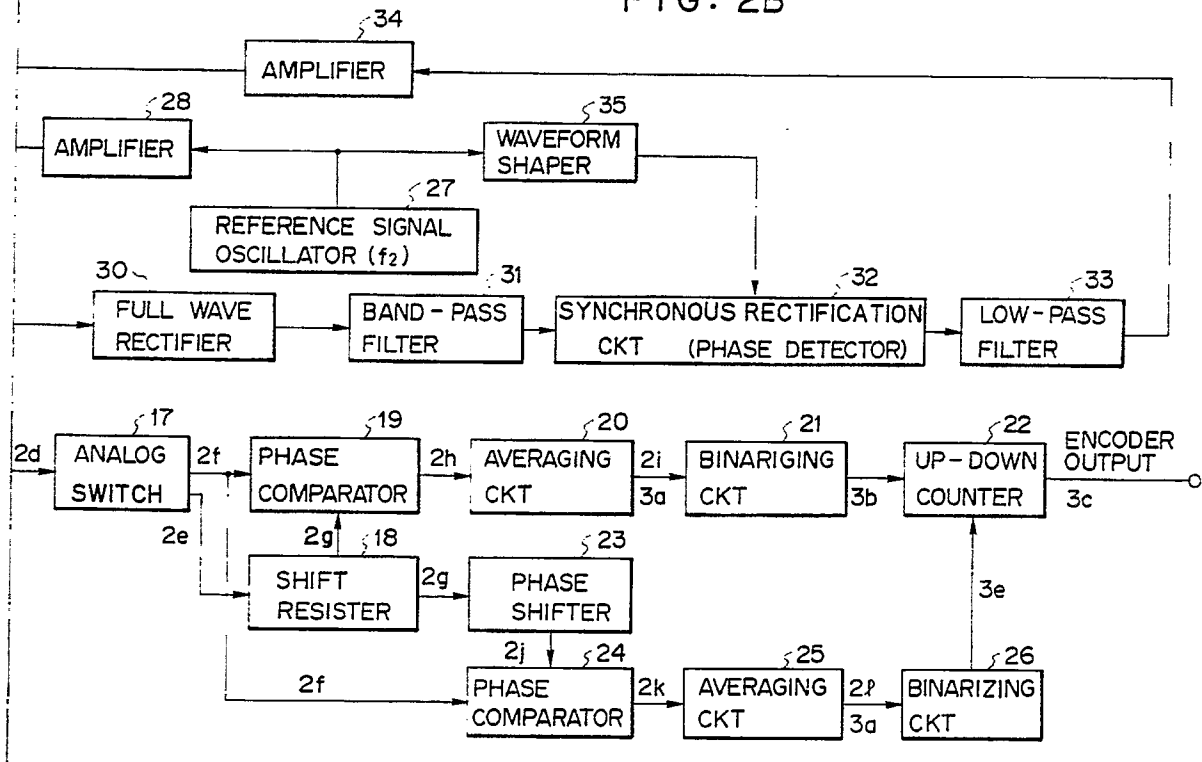 FIG. 2B
34
AMPLIFIER
28
AMPLIFIER
35
WAVEFORM
SHAPER
27
REFERENCE SIGNAL
OSCILLATOR (f2)
30
FULL WAVE
RECTIFIER
31
BAND-PASS
FILTER
32
SYNCHRONOUS RECTIFICATION
CKT (PHASE DETECTOR)
33
LOW-PASS
FILTER
2d
17
ANALOG
SWITCH
2f
2e
19
PHASE
COMPARATOR
2h
20
AVERAGING
CKT
2i
3a
21
BINARIGING
CKT
3b
22
UP-DOWN
COUNTER
ENCODER
OUTPUT
3c
2g
18
SHIFT
RESISTER
2g
23
PHASE
SHIFTER
3e
2f
2j
24
PHASE
COMPARATOR
2k
25
AVERAGING
CKT
2ℓ
3a
26
BINARIZING
CKT